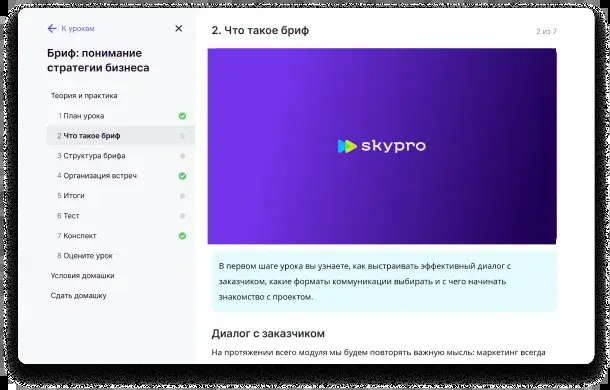 К урокам
Бриф: понимание
стратегии бизнеса
Теория и практика
1 План урока
2 Что такое бриф
3 Структура брифа
4 Организация встреч
5 Итоги
6 Тест
7 Конспект
8 Оцените урок
Условия домашки
Сдать домашку
2. Что такое бриф
2 из 7
skypro
В первом шаге урока вы узнаете, как выстраивать эффективный диалог с
заказчиком, какие форматы коммуникации выбирать и с чего начинать
знакомство с проектом.
Диалог с заказчиком
На протяжении всего модуля мы будем повторять важную мысль: маркетинг всегда